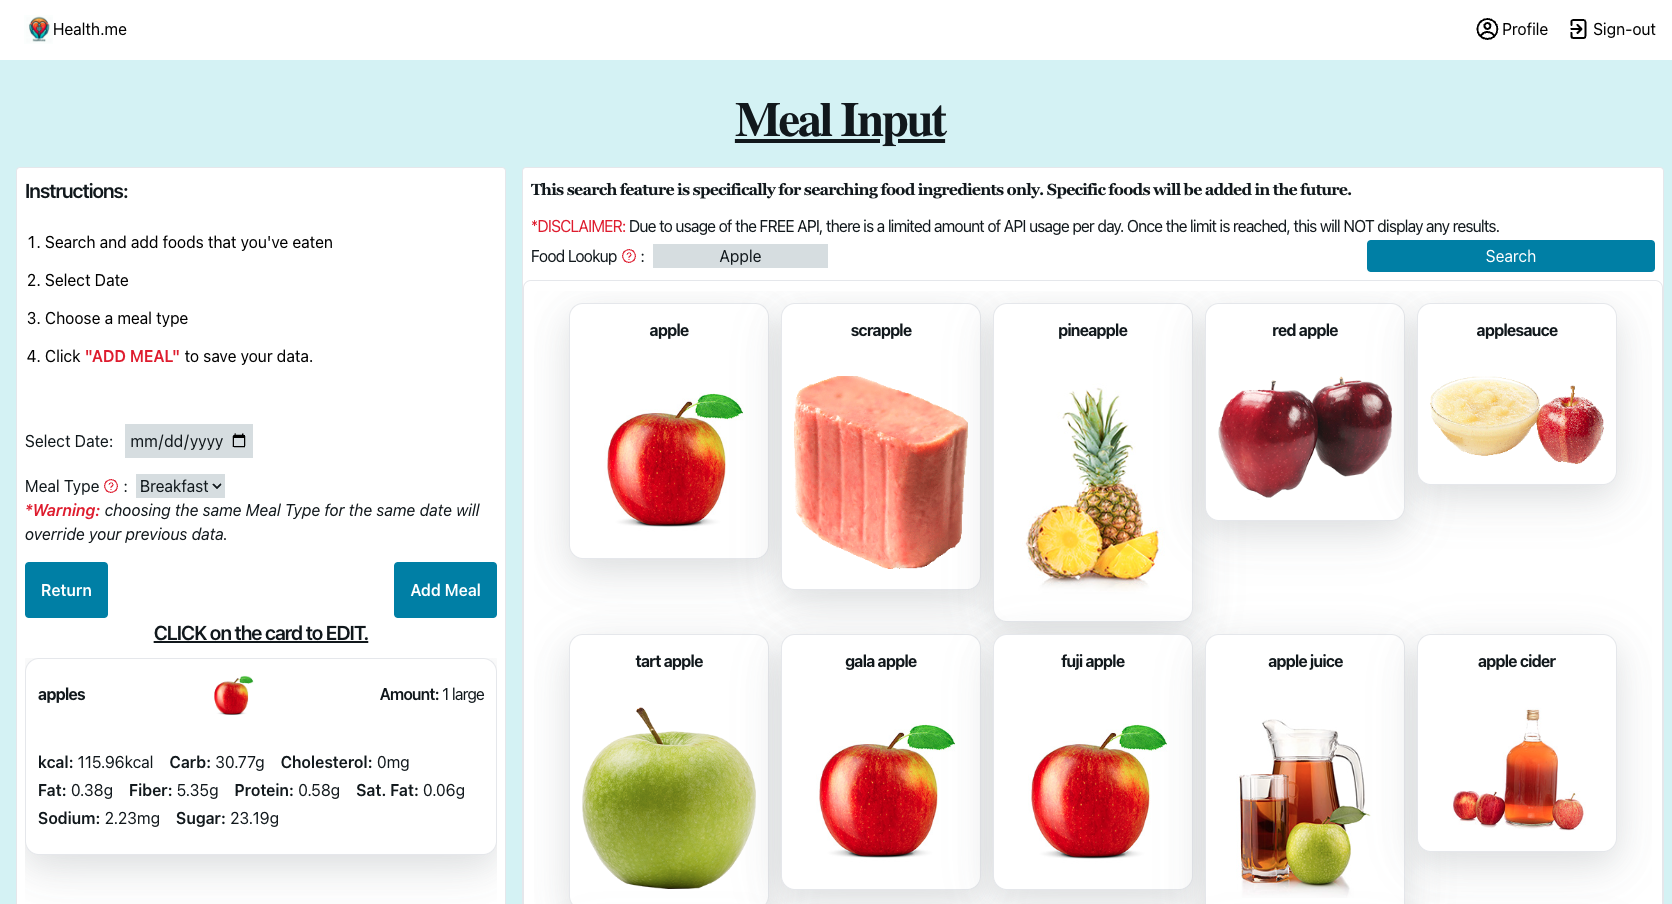 Health.me
Profile
Sign-out
Meal Input
Instructions:
1. Search and add foods that you've eaten
2. Select Date
3. Choose a meal type
4. Click "ADD MEAL" to save your data.
Select Date: mm/dd/yyyy
Meal Type ? : Breakfast
*Warning: choosing the same Meal Type for the same date will
override your previous data.
Return
Add Meal
CLICK on the card to EDIT.
apples
Amount: 1 large
kcal: 115.96kcal Carb: 30.77g Cholesterol: 0mg
Fat: 0.38g Fiber: 5.35g Protein: 0.58g Sat. Fat: 0.06g
Sodium: 2.23mg Sugar: 23.19g
This search feature is specifically for searching food ingredients only. Specific foods will be added in the future.
*DISCLAIMER: Due to usage of the FREE API, there is a limited amount of API usage per day. Once the limit is reached, this will NOT display any results.
Food Lookup ? : Apple
Search
apple
scrapple
pineapple
red apple
applesauce
tart apple
gala apple
fuji apple
apple juice
apple cider